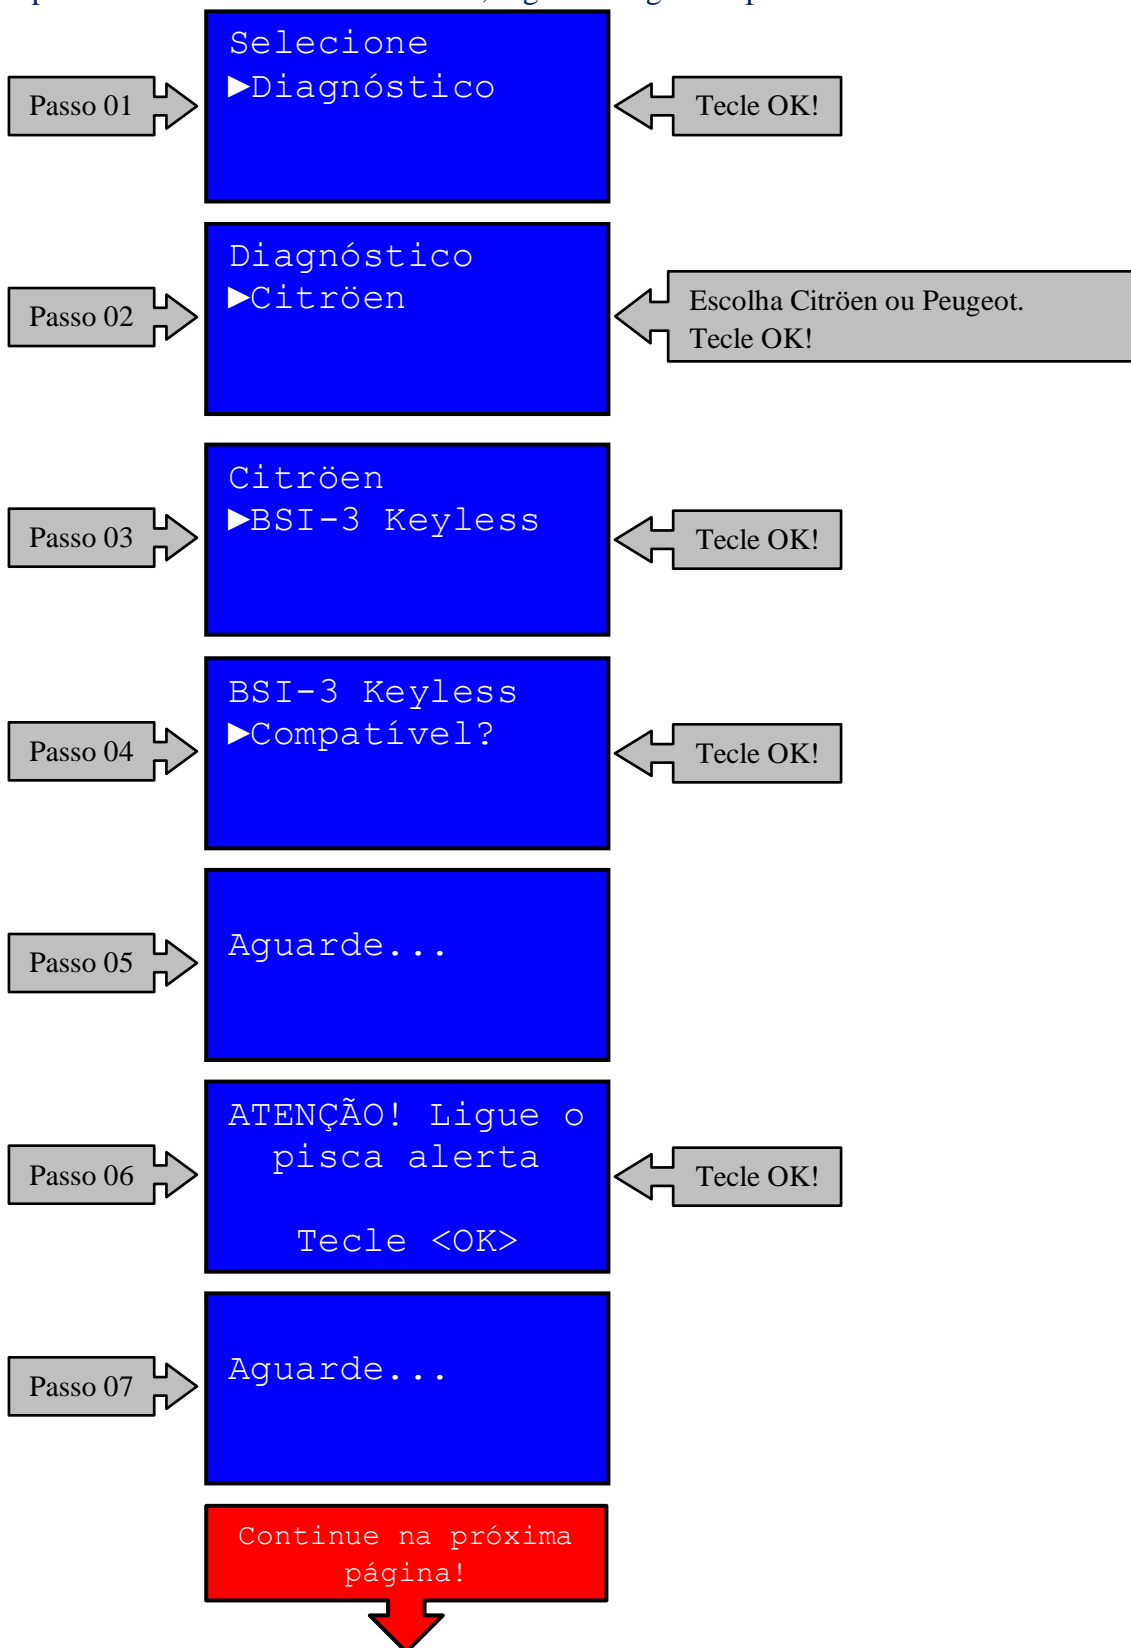 Selecione
►Diagnóstico
Passo 01
Tecle OK!
Diagnóstico
►Citröen
Passo 02
Escolha Citröen ou Peugeot.
Tecle OK!
Citröen
►BSI-3 Keyless
Passo 03
Tecle OK!
BSI-3 Keyless
►Compatível?
Passo 04
Tecle OK!
Passo 05
Aguarde...
ATENÇÃO! Ligue o
pisca alerta
Tecle <OK>
Passo 06
Tecle OK!
Passo 07
Aguarde...
Continue na próxima
página!